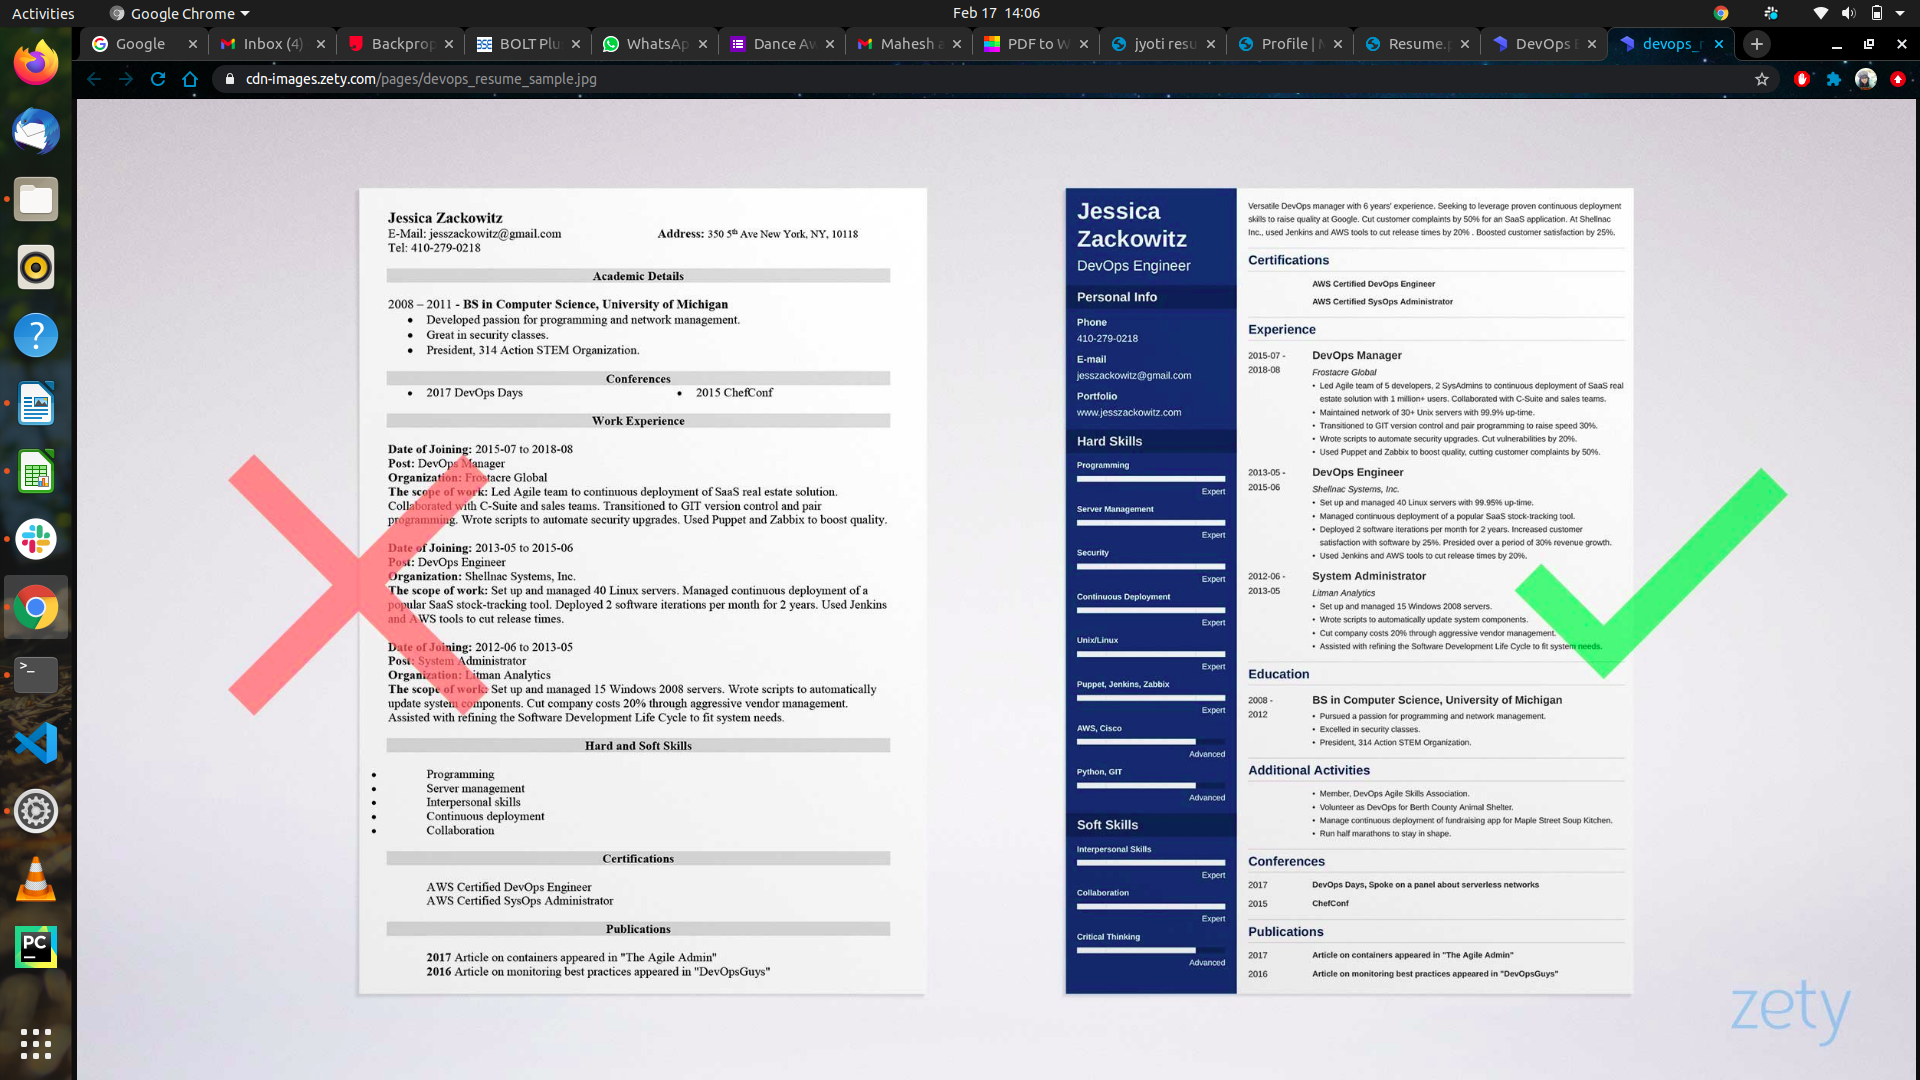 Activities
Google Chrome
Feb 17 14:06
Google
Inbox (4)
Backprop
BOLT Plu
WhatsAp
Dance Aw
Mahesh a
PDF to W
jyoti resu
Profile |
Resume.p
DevOps E
devops_r
cdn-images.zety.com/pages/devops_resume_sample.jpg
Jessica Zackowitz
E-Mail: jesszackowitz@gmail.com
Address: 350 5th Ave New York, NY, 10118
Tel: 410-279-0218
Academic Details
2008 – 2011 - BS in Computer Science, University of Michigan
• Developed passion for programming and network management.
• Great in security classes.
• President, 314 Action STEM Organization.
Conferences
• 2017 DevOps Days
• 2015 ChefConf
Work Experience
Date of Joining: 2015-07 to 2018-08
Post: DevOps Manager
Organization: Frostacre Global
The scope of work: Led Agile team to continuous deployment of SaaS real estate solution.
Collaborated with C-Suite and sales teams. Transitioned to GIT version control and pair
programming. Wrote scripts to automate security upgrades. Used Puppet and Zabbix to boost quality.
Date of Joining: 2013-05 to 2015-06
Post: DevOps Engineer
Organization: Shellnac Systems, Inc.
The scope of work: Set up and managed 40 Linux servers. Managed continuous deployment of a
popular SaaS stock-tracking tool. Deployed 2 software iterations per month for 2 years. Used Jenkins
and AWS tools to cut release times.
Date of Joining: 2012-06 to 2013-05
Post: System Administrator
Organization: Litman Analytics
The scope of work: Set up and managed 15 Windows 2008 servers. Wrote scripts to automatically
update system components. Cut company costs 20% through aggressive vendor management.
Assisted with refining the Software Development Life Cycle to fit system needs.
Hard and Soft Skills
• Programming
• Server management
• Interpersonal skills
• Continuous deployment
• Collaboration
Certifications
AWS Certified DevOps Engineer
AWS Certified SysOps Administrator
Publications
2017 Article on containers appeared in "The Agile Admin"
2016 Article on monitoring best practices appeared in "DevOpsGuys"
Jessica
Zackowitz
DevOps Engineer
Personal Info
Phone
410-279-0218
E-mail
jesszackowitz@gmail.com
Portfolio
www.jesszackowitz.com
Hard Skills
Programming
Expert
Server Management
Expert
Security
Expert
Continuous Deployment
Expert
Unix/Linux
Expert
Puppet, Jenkins, Zabbix
Expert
AWS, Cisco
Advanced
Python, GIT
Advanced
Soft Skills
Interpersonal Skills
Expert
Collaboration
Expert
Critical Thinking
Advanced
Versatile DevOps manager with 6 years' experience. Seeking to leverage proven continuous deployment
skills to raise quality at Google. Cut customer complaints by 50% for an SaaS application. At Shellnac
Inc., used Jenkins and AWS tools to cut release times by 20% . Boosted customer satisfaction by 25%.
Certifications
AWS Certified DevOps Engineer
AWS Certified SysOps Administrator
Experience
2015-07 -
2018-08
DevOps Manager
Frostacre Global
• Led Agile team of 5 developers, 2 SysAdmins to continuous deployment of SaaS real
estate solution with 1 million+ users. Collaborated with C-Suite and sales teams.
• Maintained network of 30+ Unix servers with 99.9% up-time.
• Transitioned to GIT version control and pair programming to raise speed 30%.
• Wrote scripts to automate security upgrades. Cut vulnerabilities by 20%.
• Used Puppet and Zabbix to boost quality, cutting customer complaints by 50%.
2013-05 -
2015-06
DevOps Engineer
Shellnac Systems, Inc.
• Set up and managed 40 Linux servers with 99.95% up-time.
• Managed continuous deployment of a popular SaaS stock-tracking tool.
• Deployed 2 software iterations per month for 2 years. Increased customer
satisfaction with software by 25%. Presided over a period of 30% revenue growth.
• Used Jenkins and AWS tools to cut release times by 20%.
2012-06 -
2013-05
System Administrator
Litman Analytics
• Set up and managed 15 Windows 2008 servers.
• Wrote scripts to automatically update system components.
• Cut company costs 20% through aggressive vendor management.
• Assisted with refining the Software Development Life Cycle to fit system needs.
Education
2008 -
2012
BS in Computer Science, University of Michigan
• Pursued a passion for programming and network management.
• Excelled in security classes.
• President, 314 Action STEM Organization.
Additional Activities
• Member, DevOps Agile Skills Association.
• Volunteer as DevOps for Berth County Animal Shelter.
• Manage continuous deployment of fundraising app for Maple Street Soup Kitchen.
• Run half marathons to stay in shape.
Conferences
2017 DevOps Days, Spoke on a panel about serverless networks
2015 ChefConf
Publications
2017 Article on containers appeared in "The Agile Admin"
2016 Article on monitoring best practices appeared in "DevOpsGuys"
zety
PC